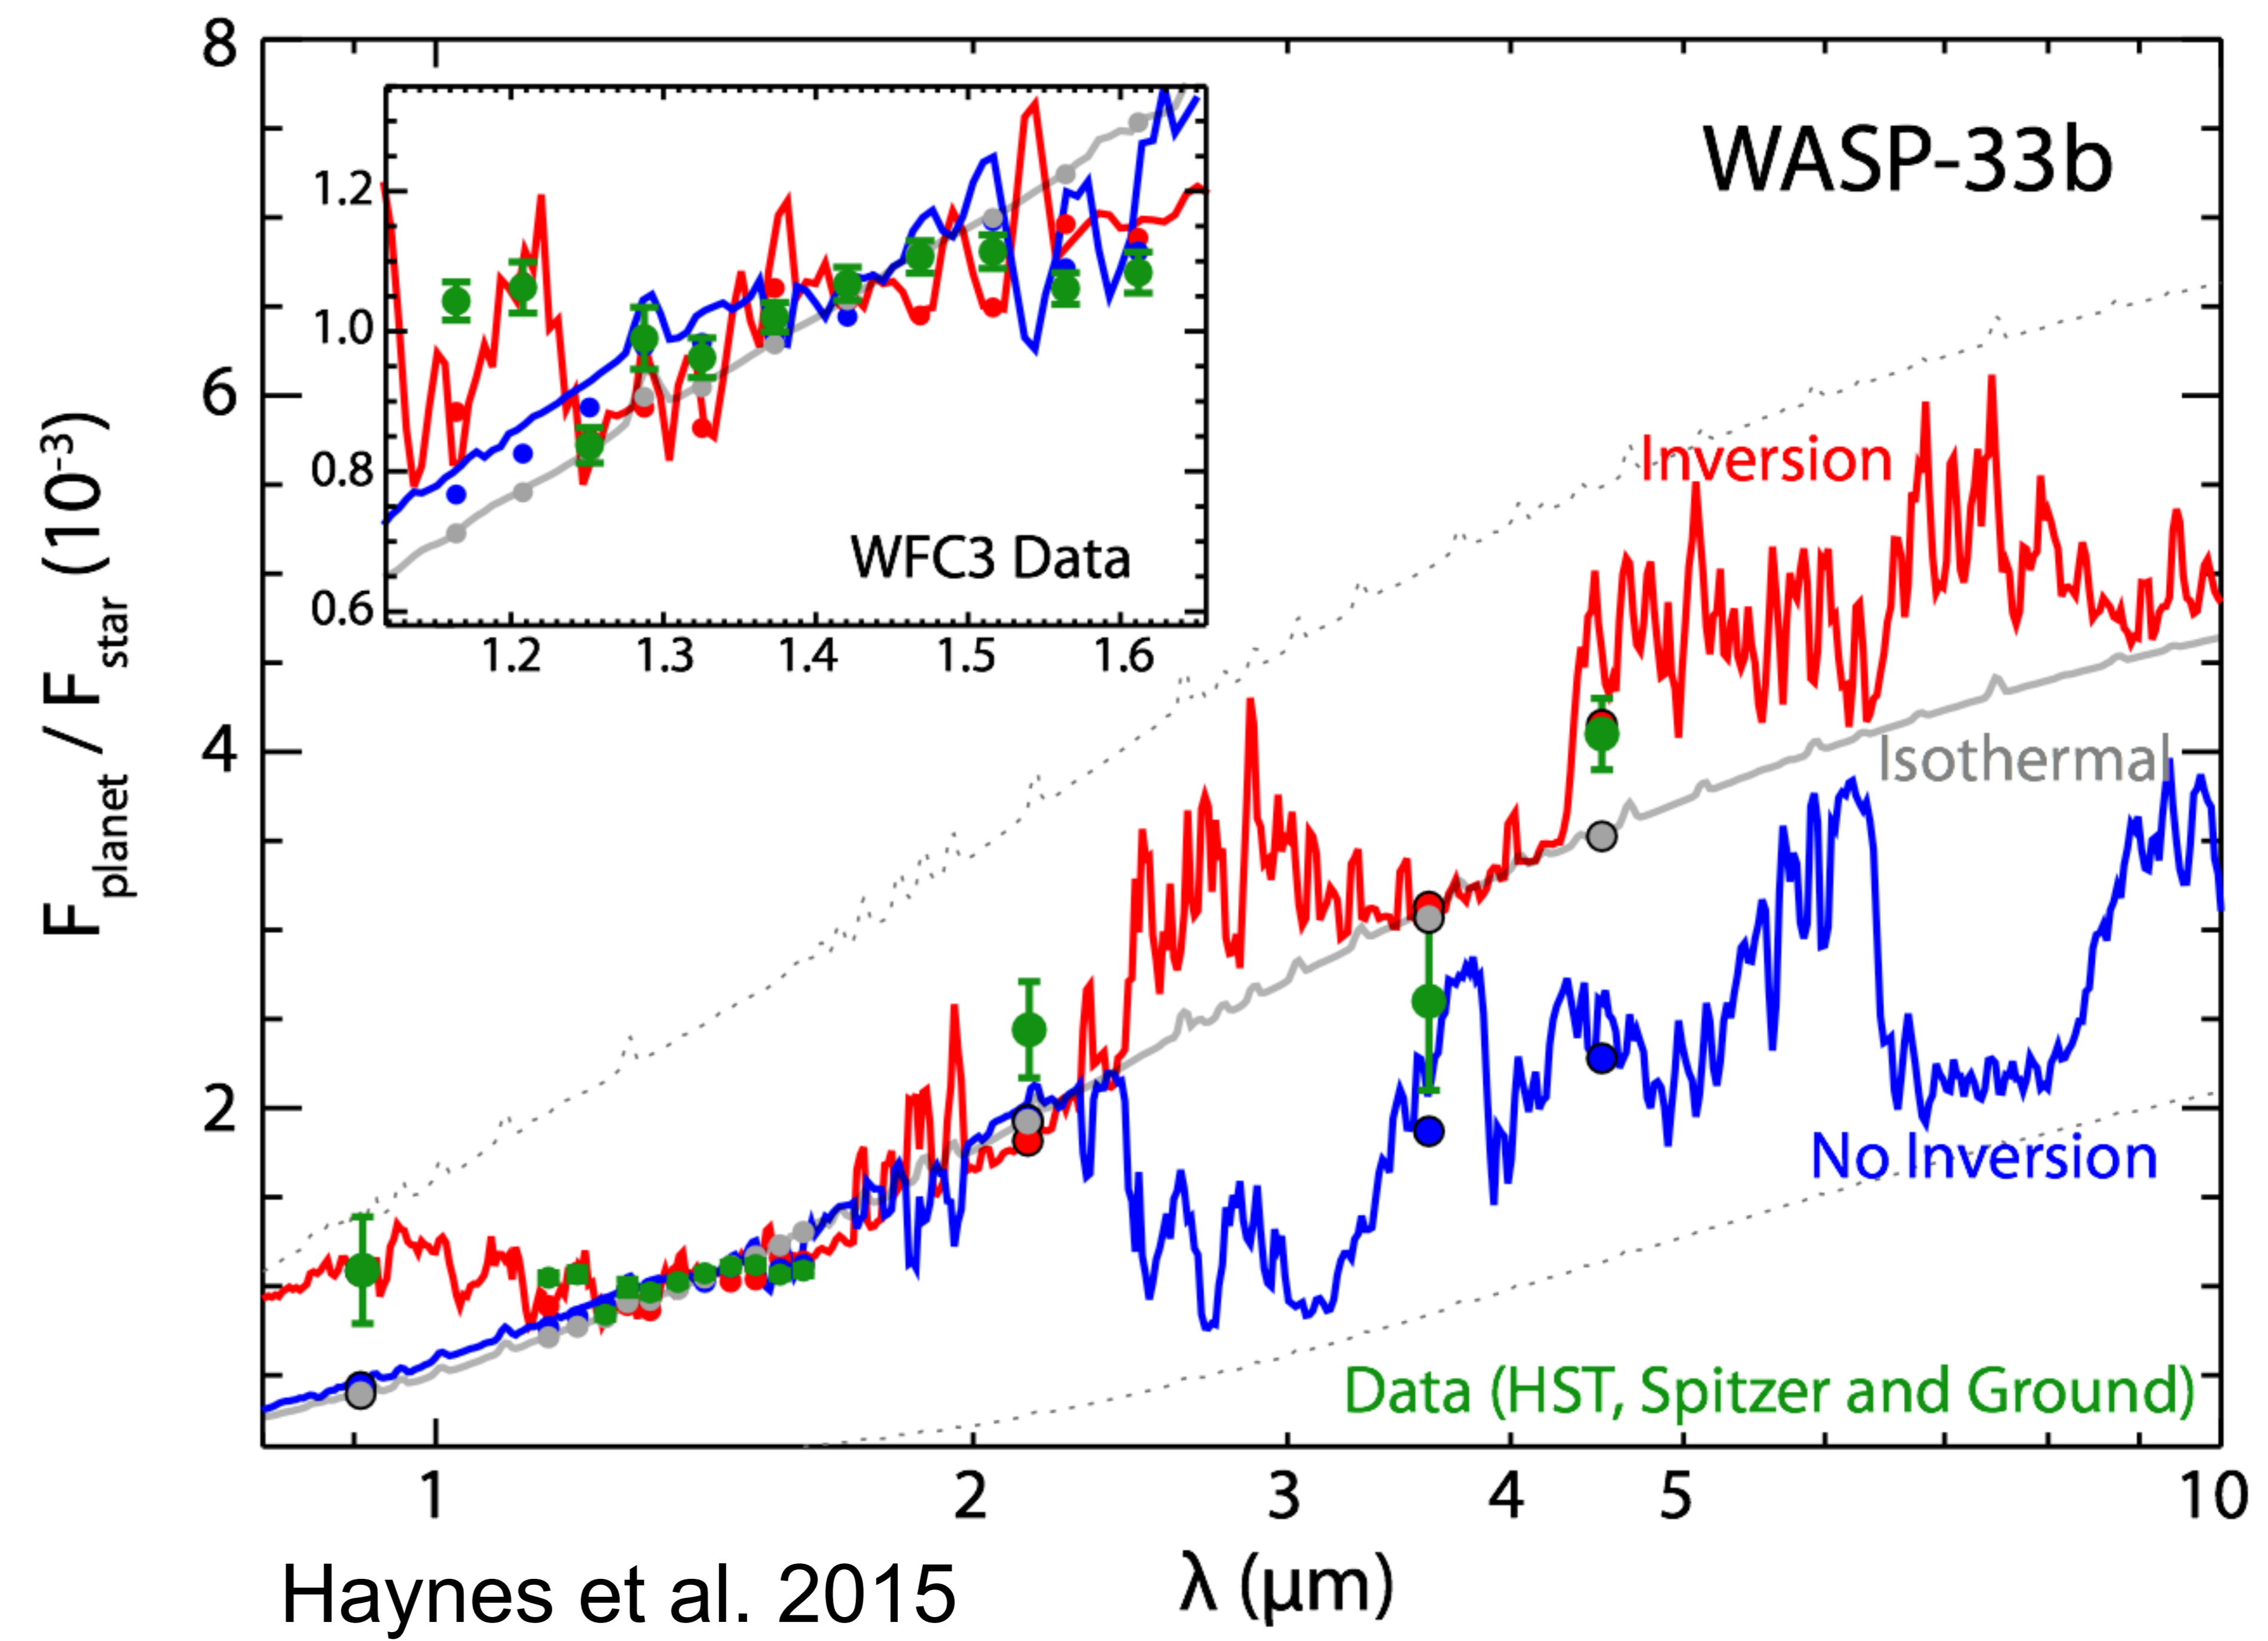 WASP-33b
8
6
4
2
F planet / F star (10⁻³)
1.2
1.0
0.8
0.6
WFC3 Data
1.2 1.3 1.4 1.5 1.6
Inversion
Isothermal
No Inversion
Data (HST, Spitzer and Ground)
1 2 3 4 5 10
λ (μm)
Haynes et al. 2015